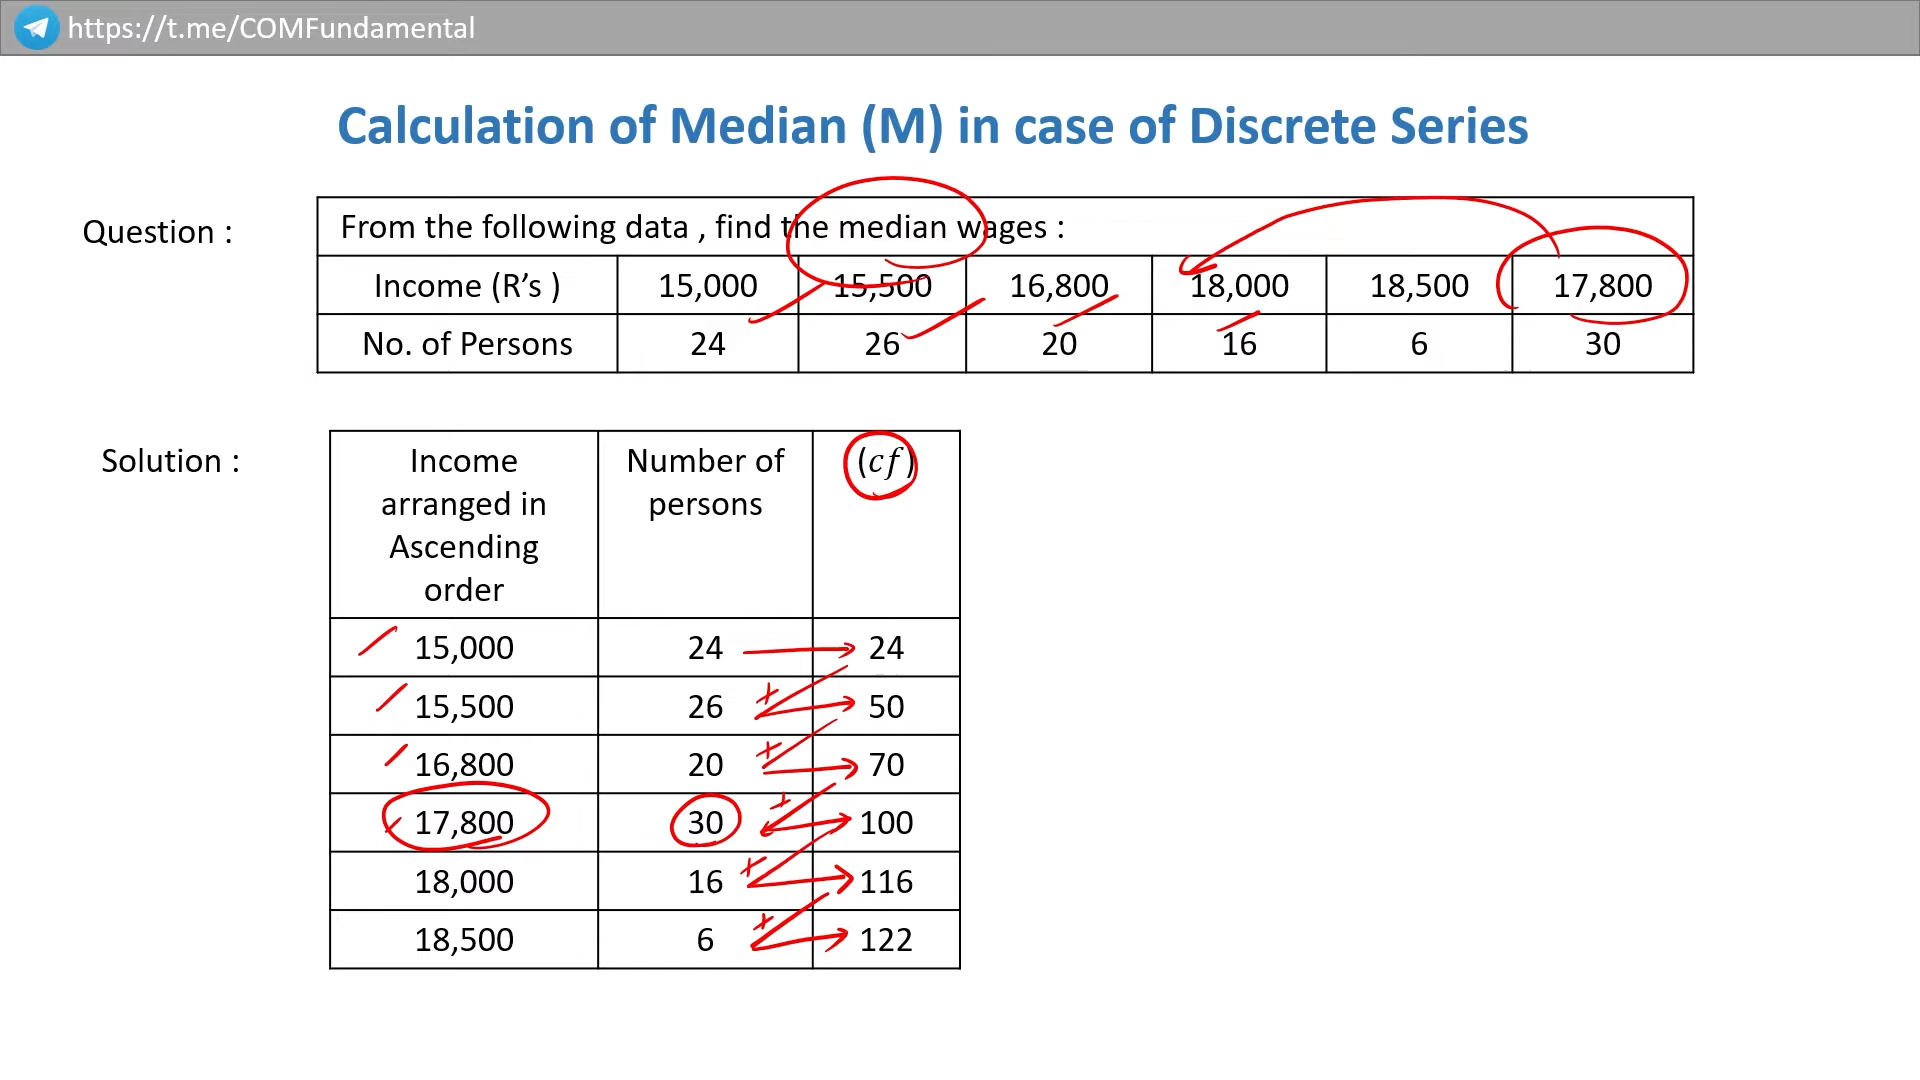 https://t.me/COMFundamental
Calculation of Median (M) in case of Discrete Series
Question :
From the following data , find the median wages :
Income (R’s ) 15,000 15,500 16,800 18,000 18,500 17,800
No. of Persons 24 26 20 16 6 30
Solution :
Income arranged in Ascending order Number of persons (cf)
15,000 24 24
15,500 26 + 50
16,800 20 + 70
17,800 30 + 100
18,000 16 + 116
18,500 6 + 122